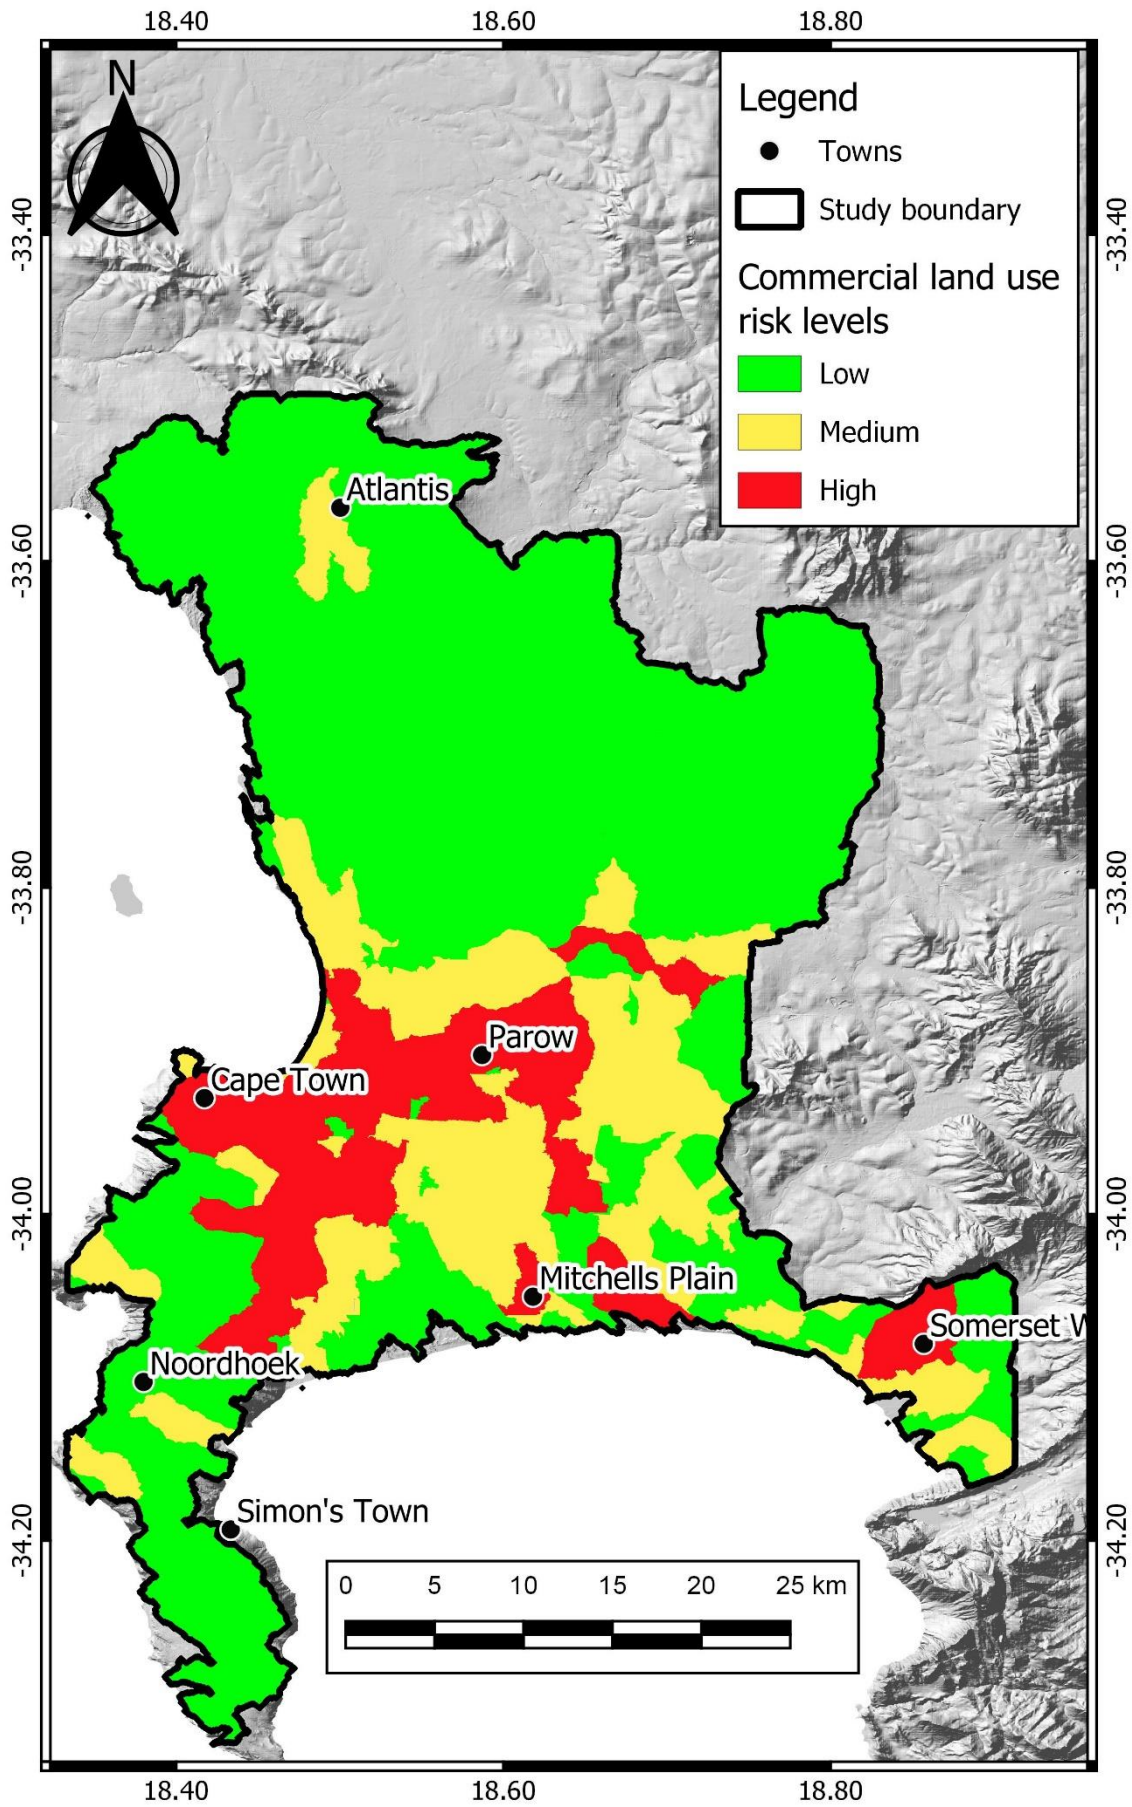 18.40 18.60 18.80
N
Legend
Towns
Study boundary
Commercial land use
risk levels
Low
Medium
High
-33.40 -33.40
Atlantis
-33.60 -33.60
-33.80 -33.80
Parow
Cape Town
-34.00 -34.00
Mitchells Plain
Somerset W
Noordhoek
Simon's Town
-34.20 -34.20
0 5 10 15 20 25 km
18.40 18.60 18.80